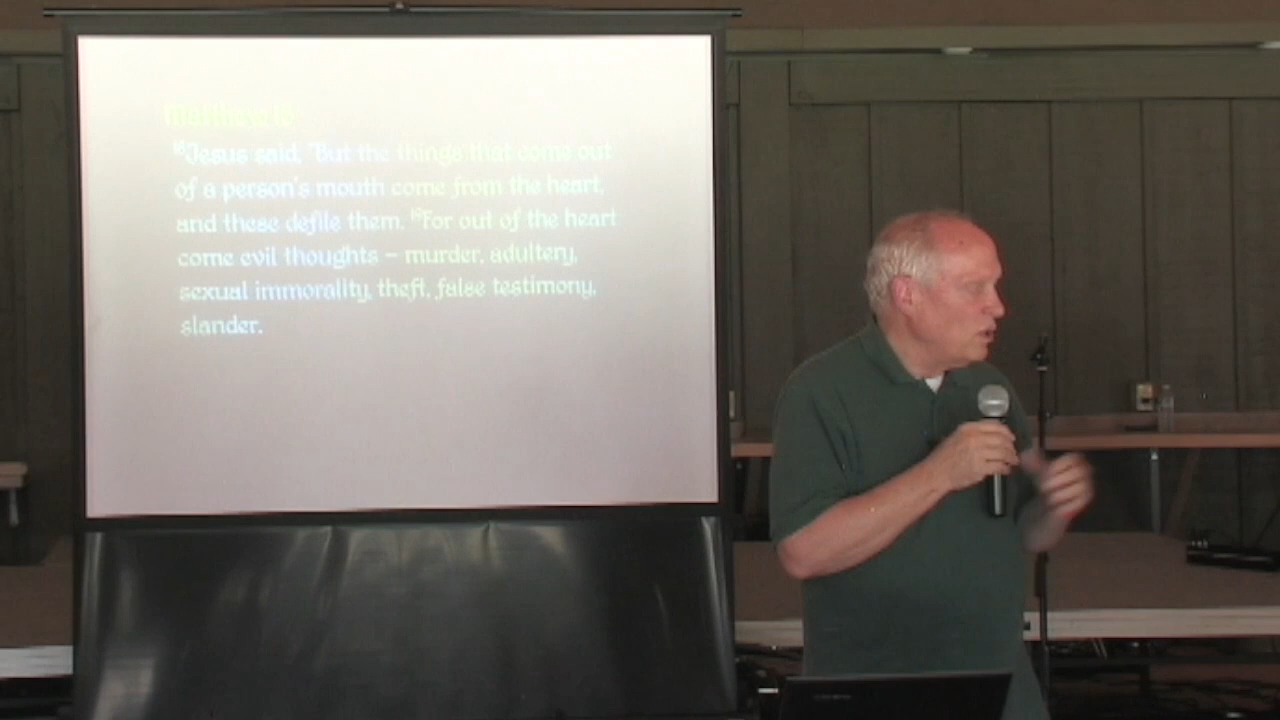 Matthew 15
¹⁸Jesus said, "But the things that come out
of a person's mouth come from the heart,
and these defile them. ¹⁹For out of the heart
come evil thoughts – murder, adultery,
sexual immorality, theft, false testimony,
slander.